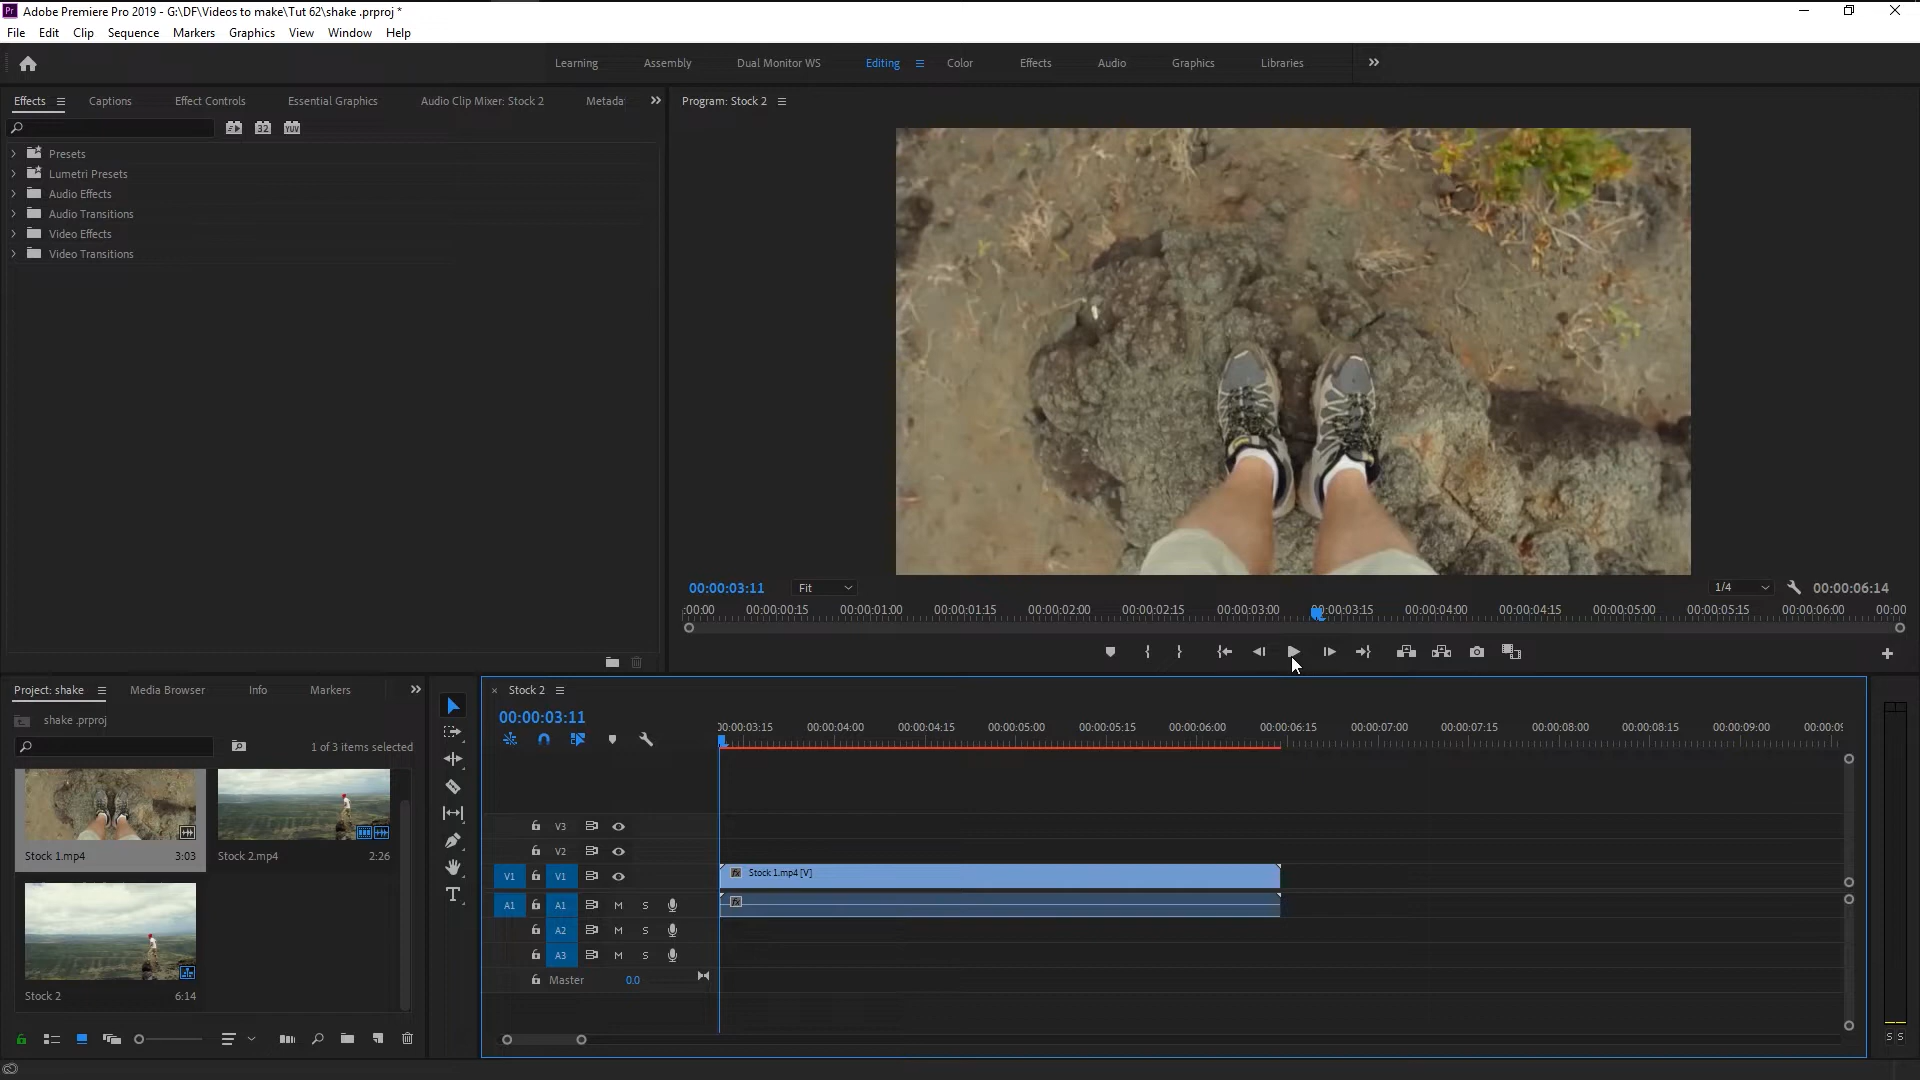 Pr Adobe Premiere Pro 2019 - G:\DF\Videos to make\Tut 62\shake .prproj *
File Edit Clip Sequence Markers Graphics View Window Help
Learning Assembly Dual Monitor WS Editing Color Effects Audio Graphics Libraries
Effects Captions Effect Controls Essential Graphics Audio Clip Mixer: Stock 2 Metada
32 YUV
Presets
Lumetri Presets
Audio Effects
Audio Transitions
Video Effects
Video Transitions
Program: Stock 2
00:00:03:11 Fit 1/4 00:00:06:14
:00:00 00:00:00:15 00:00:01:00 00:00:01:15 00:00:02:00 00:00:02:15 00:00:03:00 00:00:03:15 00:00:04:00 00:00:04:15 00:00:05:00 00:00:05:15 00:00:06:00 00:00
Project: shake Media Browser Info Markers
shake .prproj
1 of 3 items selected
Stock 1.mp4 3:03
Stock 2.mp4 2:26
Stock 2 6:14
Stock 2
00:00:03:11
00:00:03:15 00:00:04:00 00:00:04:15 00:00:05:00 00:00:05:15 00:00:06:00 00:00:06:15 00:00:07:00 00:00:07:15 00:00:08:00 00:00:08:15 00:00:09:00 00:00:0
V3
V2
V1 V1 fx Stock 1.mp4 [V]
A1 A1 M S fx
A2 M S
A3 M S
Master 0.0
S S